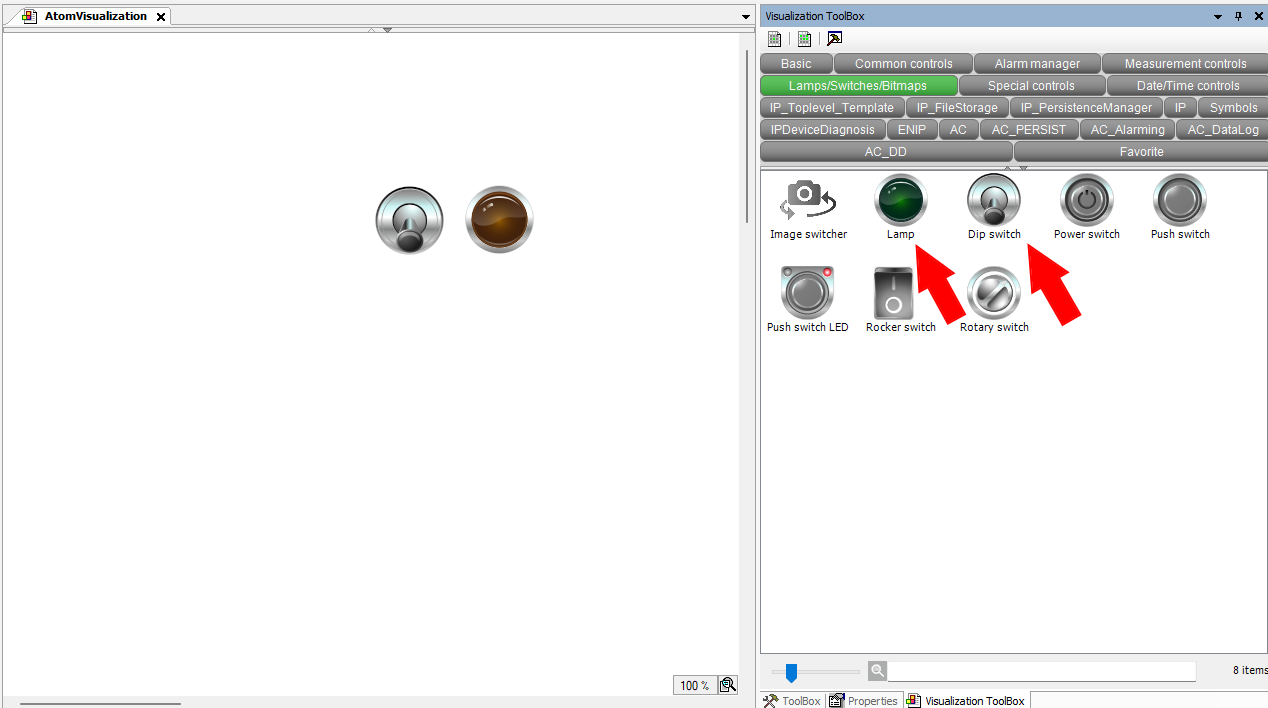 AtomVisualization
Visualization ToolBox
Basic Common controls Alarm manager Measurement controls
Lamps/Switches/Bitmaps Special controls Date/Time controls
IP_Toplevel_Template IP_FileStorage IP_PersistenceManager IP Symbols
IPDeviceDiagnosis ENIP AC AC_PERSIST AC_Alarming AC_DataLog
AC_DD Favorite
Image switcher Lamp Dip switch Power switch Push switch
Push switch LED Rocker switch Rotary switch
100 %
8 items
ToolBox Properties Visualization ToolBox